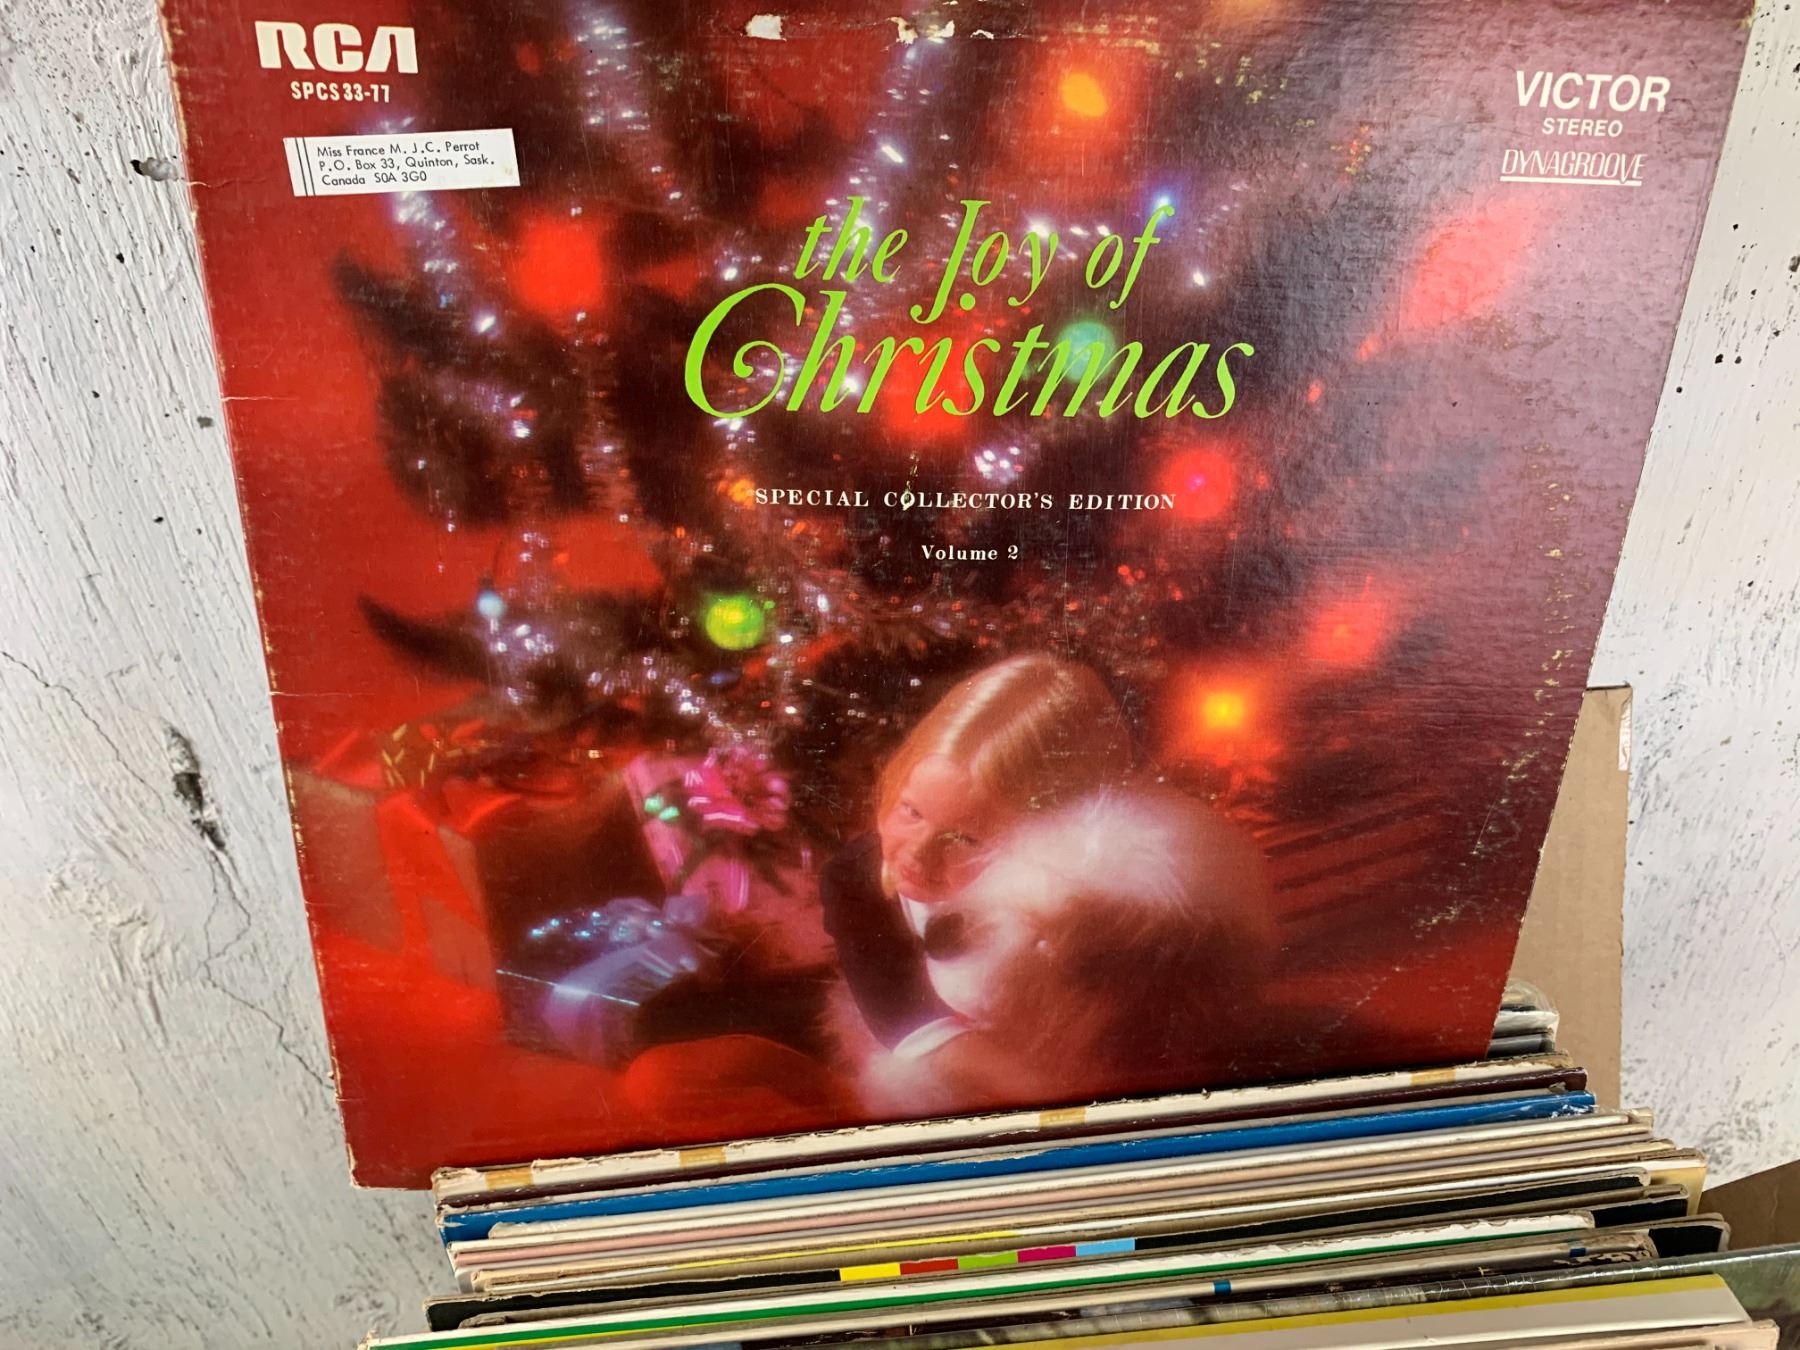 RCA
SPCS 33-77
VICTOR
STEREO
DYNAGROOVE
Miss France M. J.C. Perrot
P.O. Box 33, Quinton, Sask.
Canada S0A 3G0
the Joy of
Christmas
SPECIAL COLLECTOR'S EDITION
Volume 2